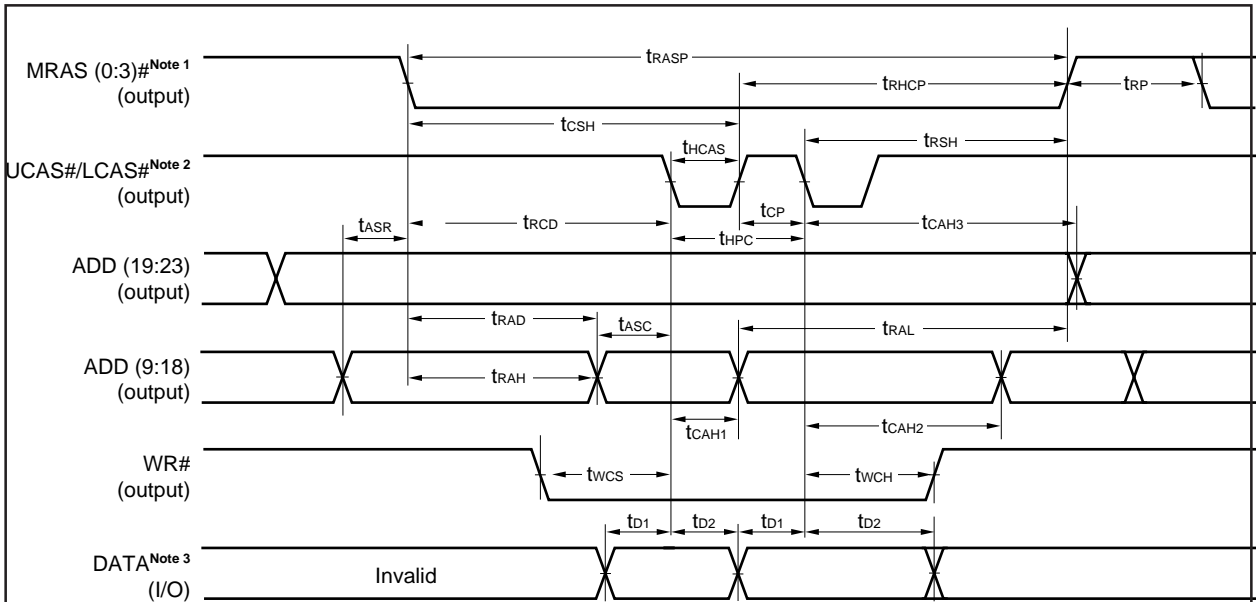 MRAS (0:3)#Note 1
(output)
tRASP
tRHCP
tRP
tCSH
UCAS#/LCAS#Note 2
(output)
tHCAS
tRSH
tASR
tRCD
tCP
tCAH3
tHPC
ADD (19:23)
(output)
tRAD
tASC
tRAL
ADD (9:18)
(output)
tRAH
tCAH1
tCAH2
WR#
(output)
tWCS
tWCH
tD1
tD2
tD1
tD2
DATANote 3
(I/O)
Invalid